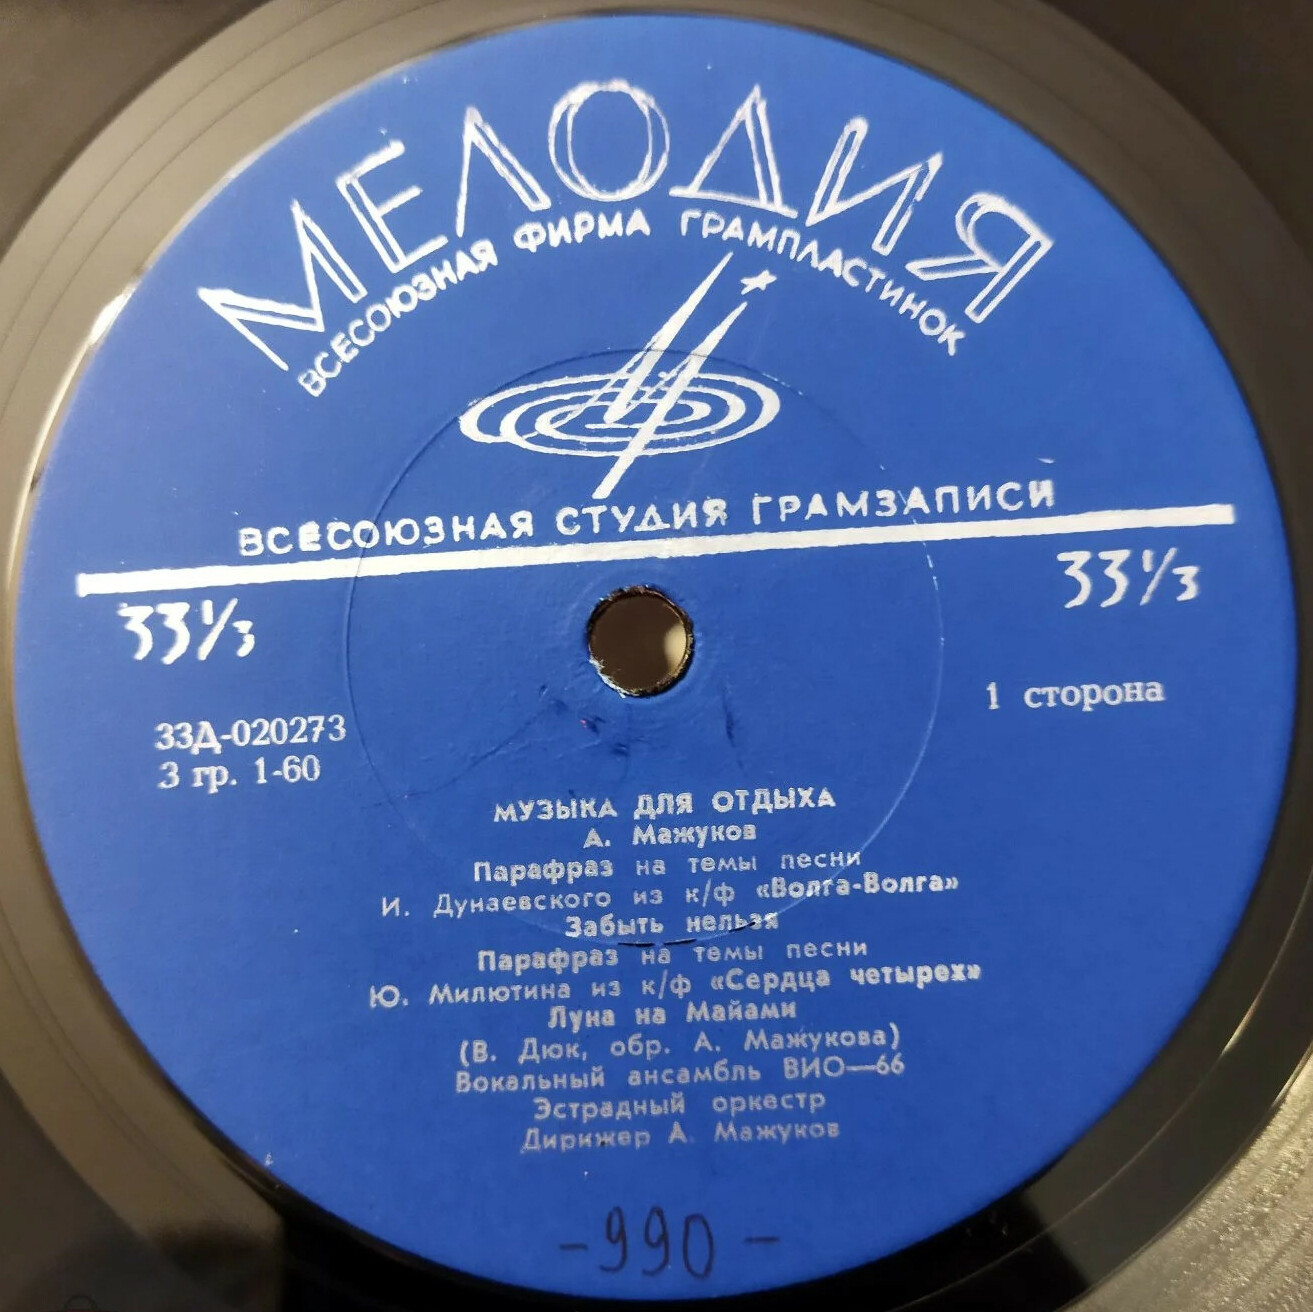 МЕЛОДИЯ
ВСЕСОЮЗНАЯ ФИРМА ГРАМПЛАСТИНОК
ВСЕСОЮЗНАЯ СТУДИЯ ГРАМЗАПИСИ
33⅓ 33⅓
33Д-020273 1 сторона
3 гр. 1-60
МУЗЫКА ДЛЯ ОТДЫХА
А. Мажуков
Парафраз на темы песни
И. Дунаевского из к/ф «Волга-Волга»
Забыть нельзя
Парафраз на темы песни
Ю. Милютина из к/ф «Сердца четырех»
Луна на Майами
(В. Дюк, обр. А. Мажукова)
Вокальный ансамбль ВИО—66
Эстрадный оркестр
Дирижер А. Мажуков
-990-